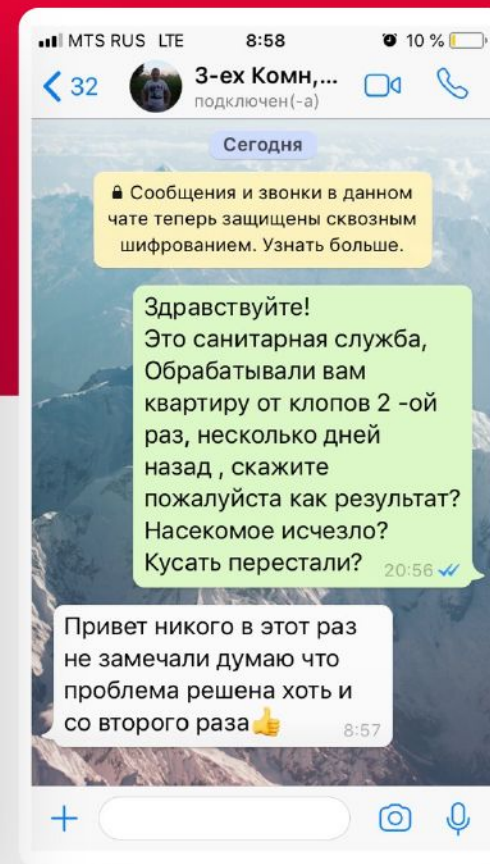 MTS RUS LTE 8:58 10 %
32 3-ех Комн,...
подключен(-а)
Сегодня
Сообщения и звонки в данном
чате теперь защищены сквозным
шифрованием. Узнать больше.
Здравствуйте!
Это санитарная служба,
Обрабатывали вам
квартиру от клопов 2 -ой
раз, несколько дней
назад , скажите
пожалуйста как результат?
Насекомое исчезло?
Кусать перестали? 20:56
Привет никого в этот раз
не замечали думаю что
проблема решена хоть и
со второго раза👍 8:57